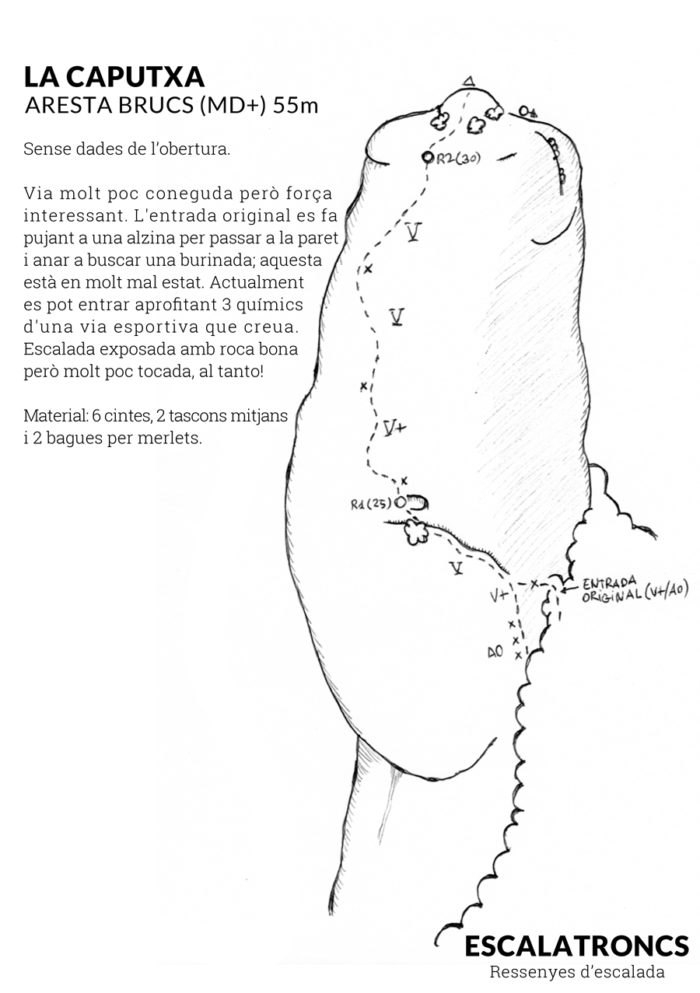 LA CAPUTXA
ARESTA BRUCS (MD+) 55m
Sense dades de l'obertura.
Via molt poc coneguda però força
interessant. L'entrada original es fa
pujant a una alzina per passar a la paret
i anar a buscar una burinada; aquesta
està en molt mal estat. Actualment
es pot entrar aprofitant 3 químics
d'una via esportiva que creua.
Escalada exposada amb roca bona
però molt poc tocada, al tanto!
Material: 6 cintes, 2 tascons mitjans
i 2 bagues per merlets.
R2(30)
V
V
V+
R1(25)
V
V+
A0
ENTRADA
ORIGINAL (V+/A0)
ESCALATRONCS
Ressenyes d'escalada